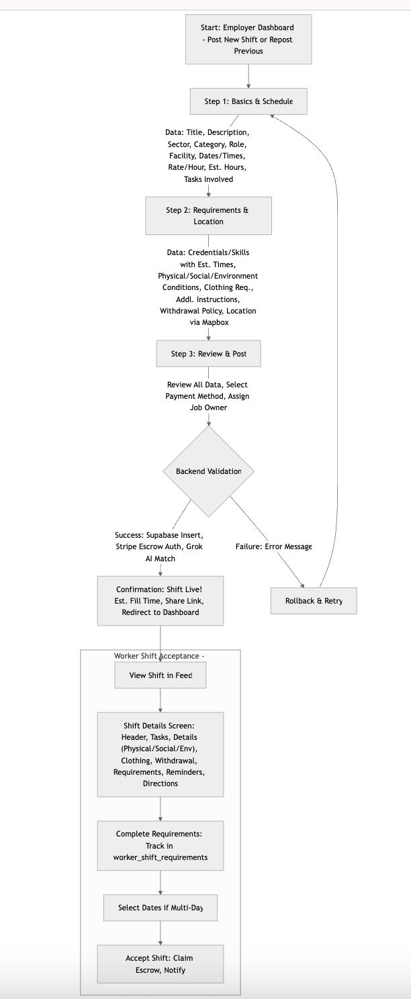 Start: Employer Dashboard
- Post New Shift or Repost
Previous
Step 1: Basics & Schedule
Data: Title, Description,
Sector, Category, Role,
Facility, Dates/Times,
Rate/Hour, Est. Hours,
Tasks Involved
Step 2: Requirements &
Location
Data: Credentials/Skills
with Est. Times,
Physical/Social/Environment
Conditions, Clothing Req.,
Addl. Instructions,
Withdrawal Policy, Location
via Mapbox
Step 3: Review & Post
Review All Data, Select
Payment Method, Assign
Job Owner
Backend Validation
Success: Supabase Insert,
Stripe Escrow Auth, Grok
AI Match
Failure: Error Message
Confirmation: Shift Live!
Est. Fill Time, Share Link,
Redirect to Dashboard
Rollback & Retry
Worker Shift Acceptance -
View Shift in Feed
Shift Details Screen:
Header, Tasks, Details
(Physical/Social/Env),
Clothing, Withdrawal,
Requirements, Reminders,
Directions
Complete Requirements:
Track in
worker_shift_requirements
Select Dates if Multi-Day
Accept Shift: Claim
Escrow, Notify